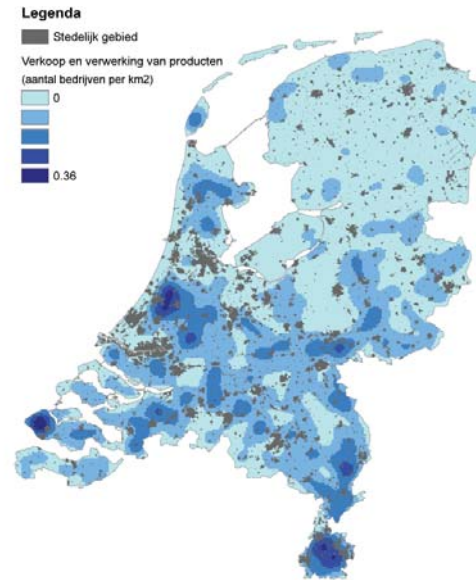 Legenda
Stedelijk gebied
Verkoop en verwerking van producten
(aantal bedrijven per km2)
0
0.36